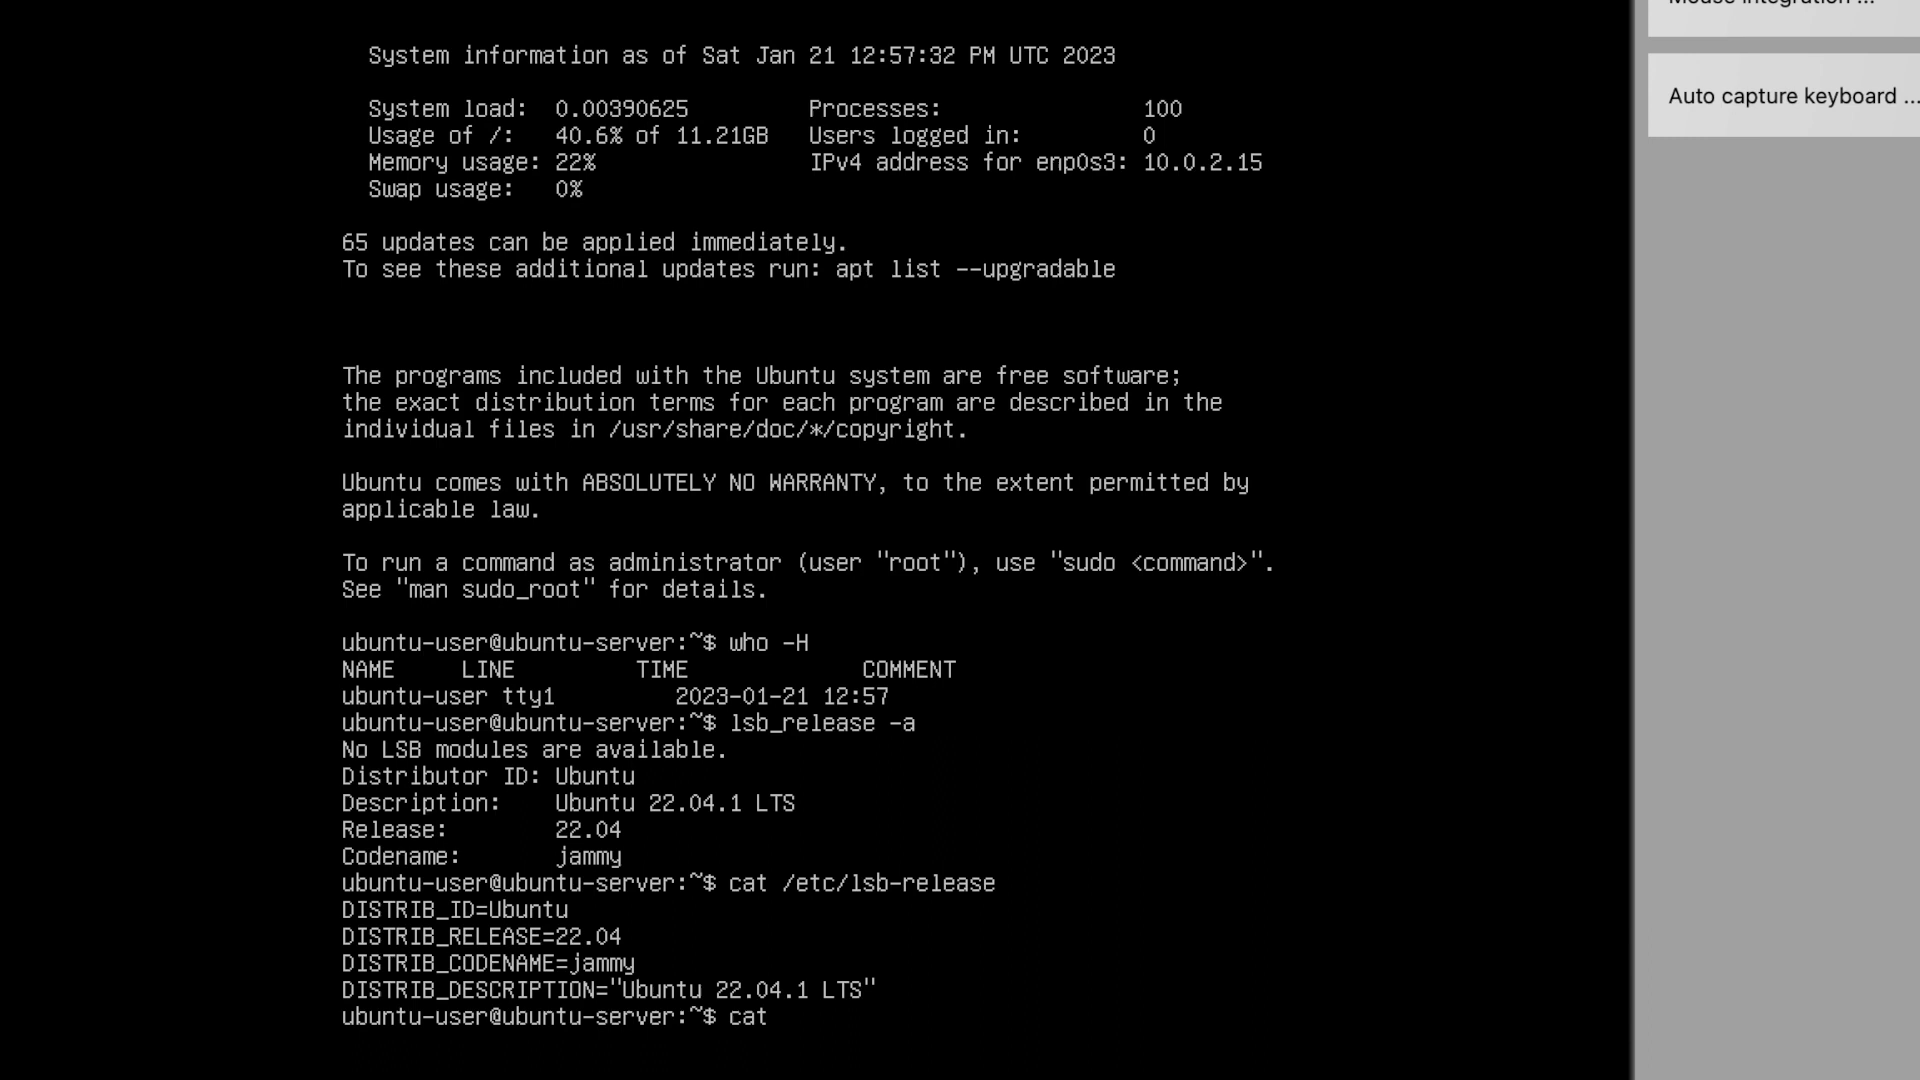 Mouse integration ...
Auto capture keyboard ...
System information as of Sat Jan 21 12:57:32 PM UTC 2023
System load:  0.00390625         Processes:               100
Usage of /:   40.6% of 11.21GB   Users logged in:         0
Memory usage: 22%                IPv4 address for enp0s3: 10.0.2.15
Swap usage:   0%
65 updates can be applied immediately.
To see these additional updates run: apt list --upgradable
The programs included with the Ubuntu system are free software;
the exact distribution terms for each program are described in the
individual files in /usr/share/doc/*/copyright.
Ubuntu comes with ABSOLUTELY NO WARRANTY, to the extent permitted by
applicable law.
To run a command as administrator (user "root"), use "sudo <command>".
See "man sudo_root" for details.
ubuntu-user@ubuntu-server:~$ who -H
NAME     LINE         TIME             COMMENT
ubuntu-user tty1         2023-01-21 12:57
ubuntu-user@ubuntu-server:~$ lsb_release -a
No LSB modules are available.
Distributor ID: Ubuntu
Description:    Ubuntu 22.04.1 LTS
Release:        22.04
Codename:       jammy
ubuntu-user@ubuntu-server:~$ cat /etc/lsb-release
DISTRIB_ID=Ubuntu
DISTRIB_RELEASE=22.04
DISTRIB_CODENAME=jammy
DISTRIB_DESCRIPTION="Ubuntu 22.04.1 LTS"
ubuntu-user@ubuntu-server:~$ cat